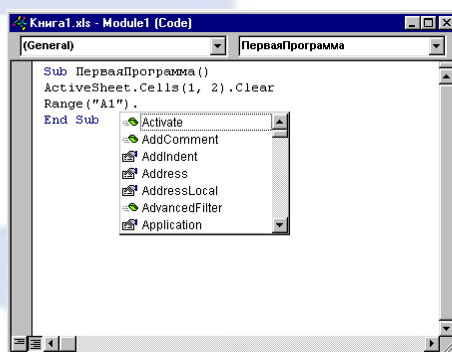 Книга1.xls - Module1 (Code)
(General) ПерваяПрограмма
Sub ПерваяПрограмма()
ActiveSheet.Cells(1, 2).Clear
Range("A1").
End Sub
Activate
AddComment
AddIndent
Address
AddressLocal
AdvancedFilter
Application